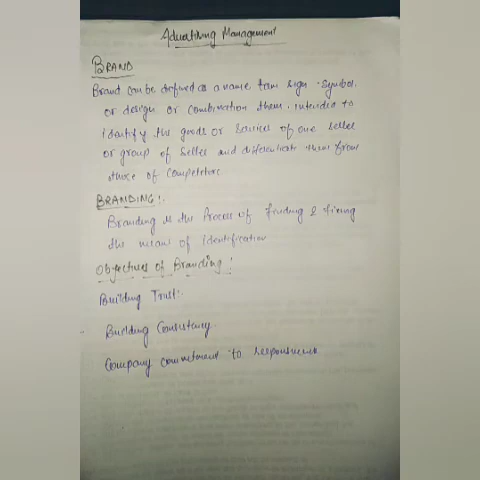 Advertising Management
BRAND
Brand can be defined as a name term sign symbol.
or design or combination them. intended to
identify the goods or services of one seller
or group of seller and differentiate them from
those of competitors
BRANDING:.
Branding is the Process of finding & fixing
the means of identification
Objectives of Branding:
Building Trust:
Building Consistency
Company commitment to